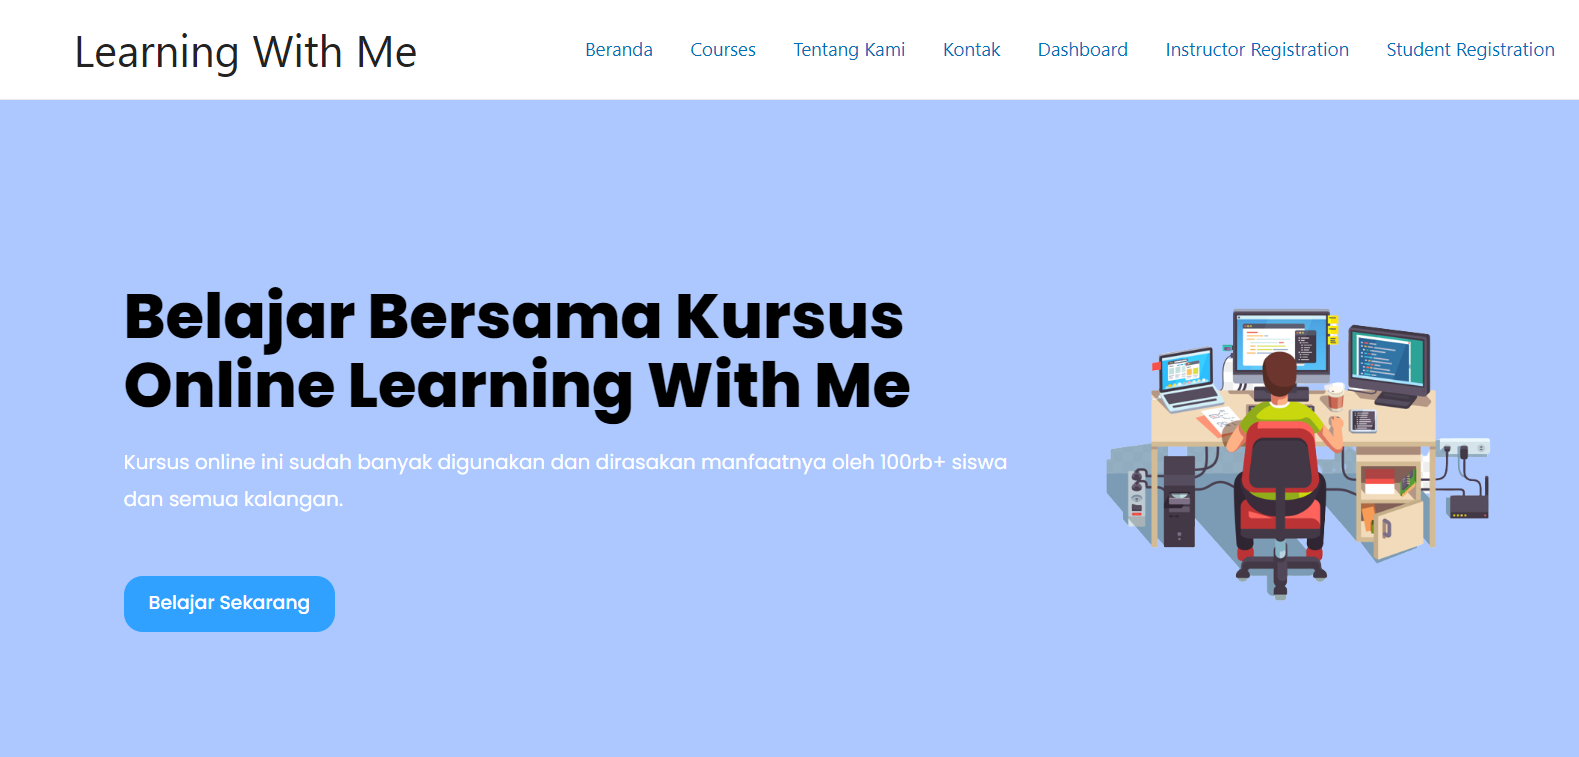 Learning With Me
Beranda
Courses
Tentang Kami
Kontak
Dashboard
Instructor Registration
Student Registration
Belajar Bersama Kursus
Online Learning With Me
Kursus online ini sudah banyak digunakan dan dirasakan manfaatnya oleh 100rb+ siswa
dan semua kalangan.
Belajar Sekarang